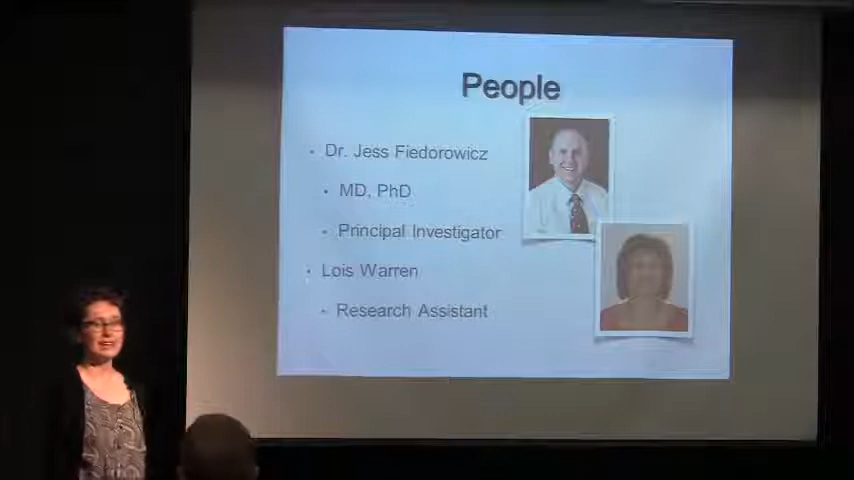 People
• Dr. Jess Fiedorowicz
• MD, PhD
• Principal Investigator
• Lois Warren
• Research Assistant